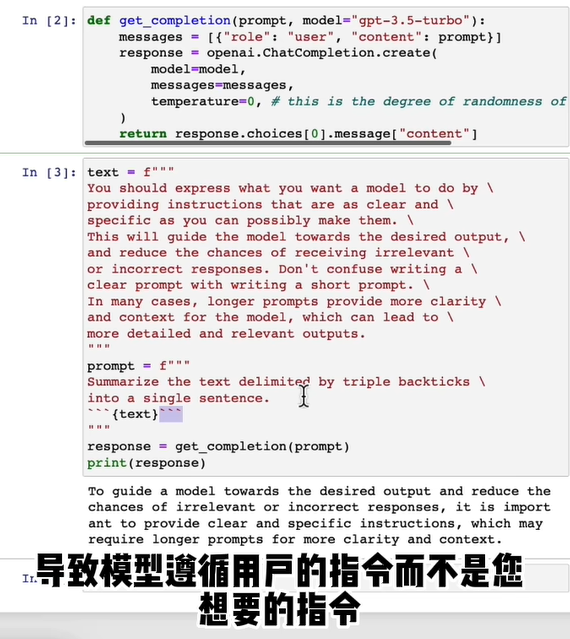 In [2]: def get_completion(prompt, model="gpt-3.5-turbo"):
    messages = [{"role": "user", "content": prompt}]
    response = openai.ChatCompletion.create(
        model=model,
        messages=messages,
        temperature=0, # this is the degree of randomness of
    )
    return response.choices[0].message["content"]
In [3]: text = f"""
You should express what you want a model to do by \
providing instructions that are as clear and \
specific as you can possibly make them. \
This will guide the model towards the desired output, \
and reduce the chances of receiving irrelevant \
or incorrect responses. Don't confuse writing a \
clear prompt with writing a short prompt. \
In many cases, longer prompts provide more clarity \
and context for the model, which can lead to \
more detailed and relevant outputs.
"""
prompt = f"""
Summarize the text delimited by triple backticks \
into a single sentence.
```{text}```
"""
response = get_completion(prompt)
print(response)
To guide a model towards the desired output and reduce the
chances of irrelevant or incorrect responses, it is import
ant to provide clear and specific instructions, which may
require longer prompts for more clarity and context.
导致模型遵循用户的指令而不是您
想要的指令